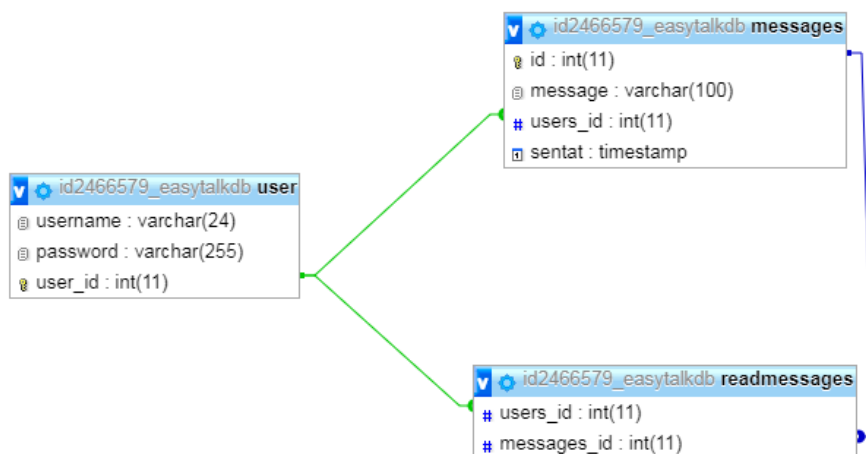 id2466579_easytalkdb messages
id : int(11)
message : varchar(100)
# users_id : int(11)
sentat : timestamp
v id2466579_easytalkdb user
username : varchar(24)
password : varchar(255)
user_id : int(11)
v id2466579_easytalkdb readmessages
# users_id : int(11)
# messages_id : int(11)